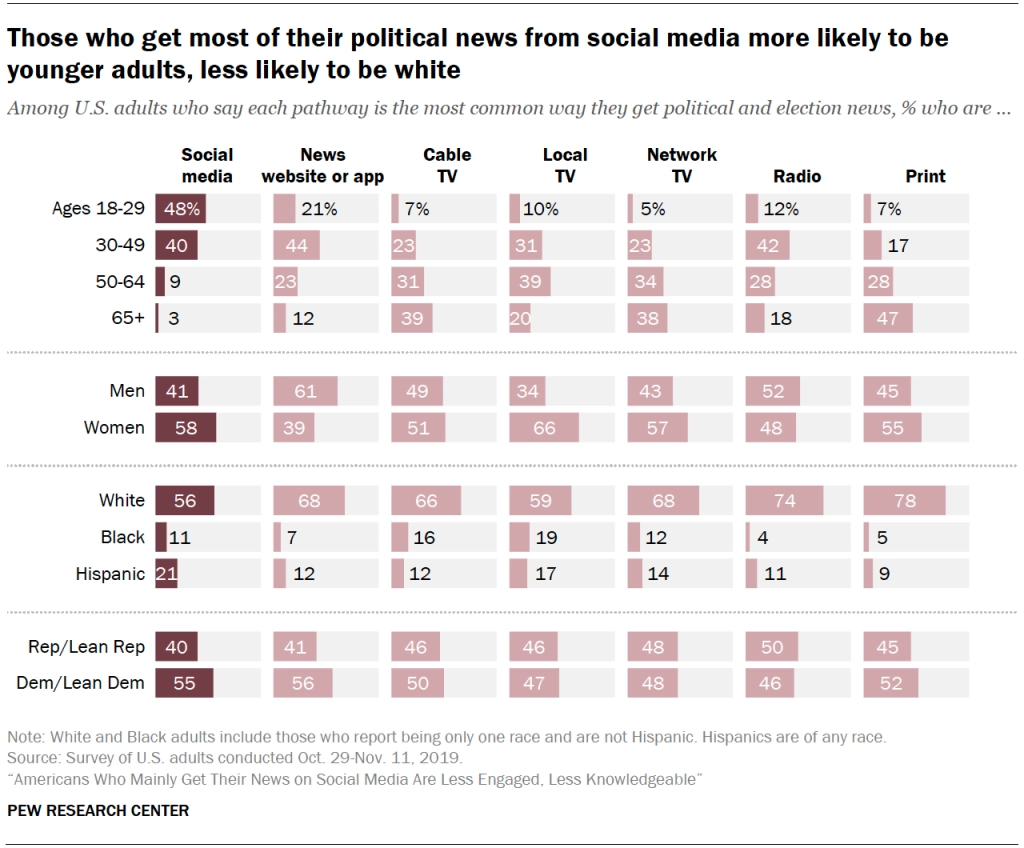 Those who get most of their political news from social media more likely to be
younger adults, less likely to be white
Among U.S. adults who say each pathway is the most common way they get political and election news, % who are ...
Social media News website or app Cable TV Local TV Network TV Radio Print
Ages 18-29 48% 21% 7% 10% 5% 12% 7%
30-49 40 44 23 31 23 42 17
50-64 9 23 31 39 34 28 28
65+ 3 12 39 20 38 18 47
Men 41 61 49 34 43 52 45
Women 58 39 51 66 57 48 55
White 56 68 66 59 68 74 78
Black 11 7 16 19 12 4 5
Hispanic 21 12 12 17 14 11 9
Rep/Lean Rep 40 41 46 46 48 50 45
Dem/Lean Dem 55 56 50 47 48 46 52
Note: White and Black adults include those who report being only one race and are not Hispanic. Hispanics are of any race.
Source: Survey of U.S. adults conducted Oct. 29-Nov. 11, 2019.
“Americans Who Mainly Get Their News on Social Media Are Less Engaged, Less Knowledgeable”
PEW RESEARCH CENTER